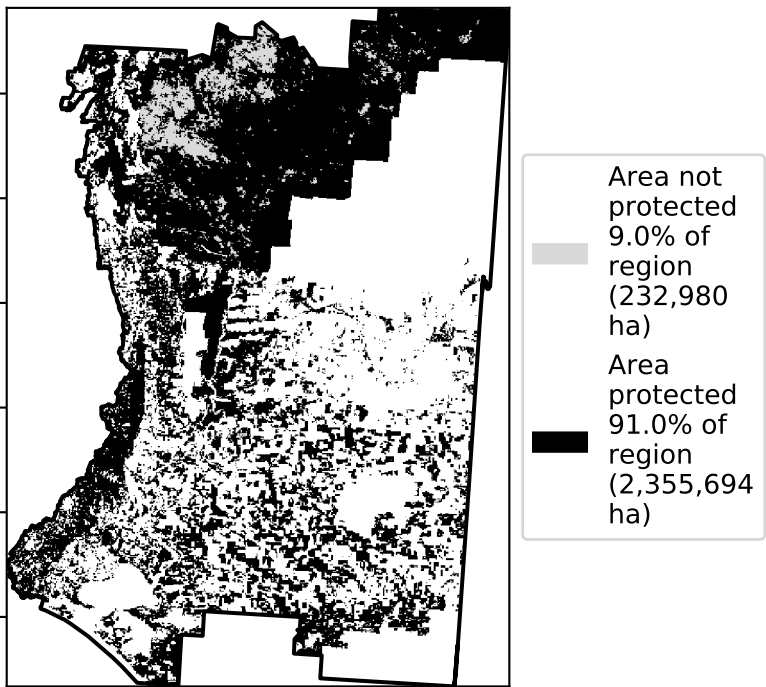 Area not
protected
9.0% of
region
(232,980
ha)
Area
protected
91.0% of
region
(2,355,694
ha)